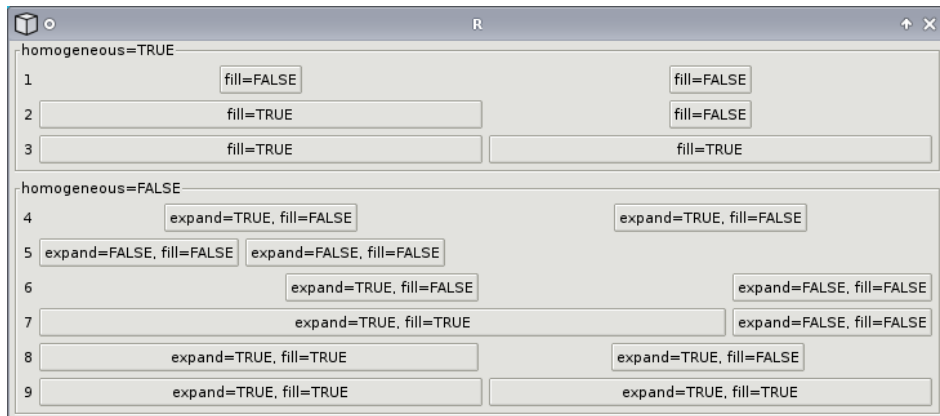 R
homogeneous=TRUE
1 fill=FALSE fill=FALSE
2 fill=TRUE fill=FALSE
3 fill=TRUE fill=TRUE
homogeneous=FALSE
4 expand=TRUE, fill=FALSE expand=TRUE, fill=FALSE
5 expand=FALSE, fill=FALSE expand=FALSE, fill=FALSE
6 expand=TRUE, fill=FALSE expand=FALSE, fill=FALSE
7 expand=TRUE, fill=TRUE expand=FALSE, fill=FALSE
8 expand=TRUE, fill=TRUE expand=TRUE, fill=FALSE
9 expand=TRUE, fill=TRUE expand=TRUE, fill=TRUE